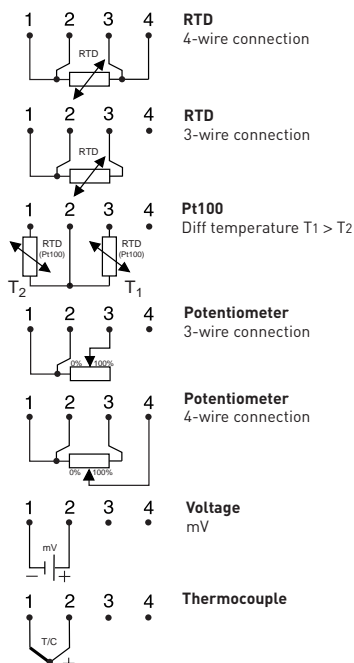 1 2 3 4
RTD
RTD
4-wire connection
1 2 3 4
RTD
RTD
3-wire connection
1 2 3 4
Pt100
Diff temperature T1 > T2
RTD
(Pt100)
RTD
(Pt100)
T2
T1
1 2 3 4
Potentiometer
3-wire connection
0% 100%
1 2 3 4
Potentiometer
4-wire connection
0% 100%
1 2 3 4
Voltage
mV
mV
– +
1 2 3 4
Thermocouple
T/C
+